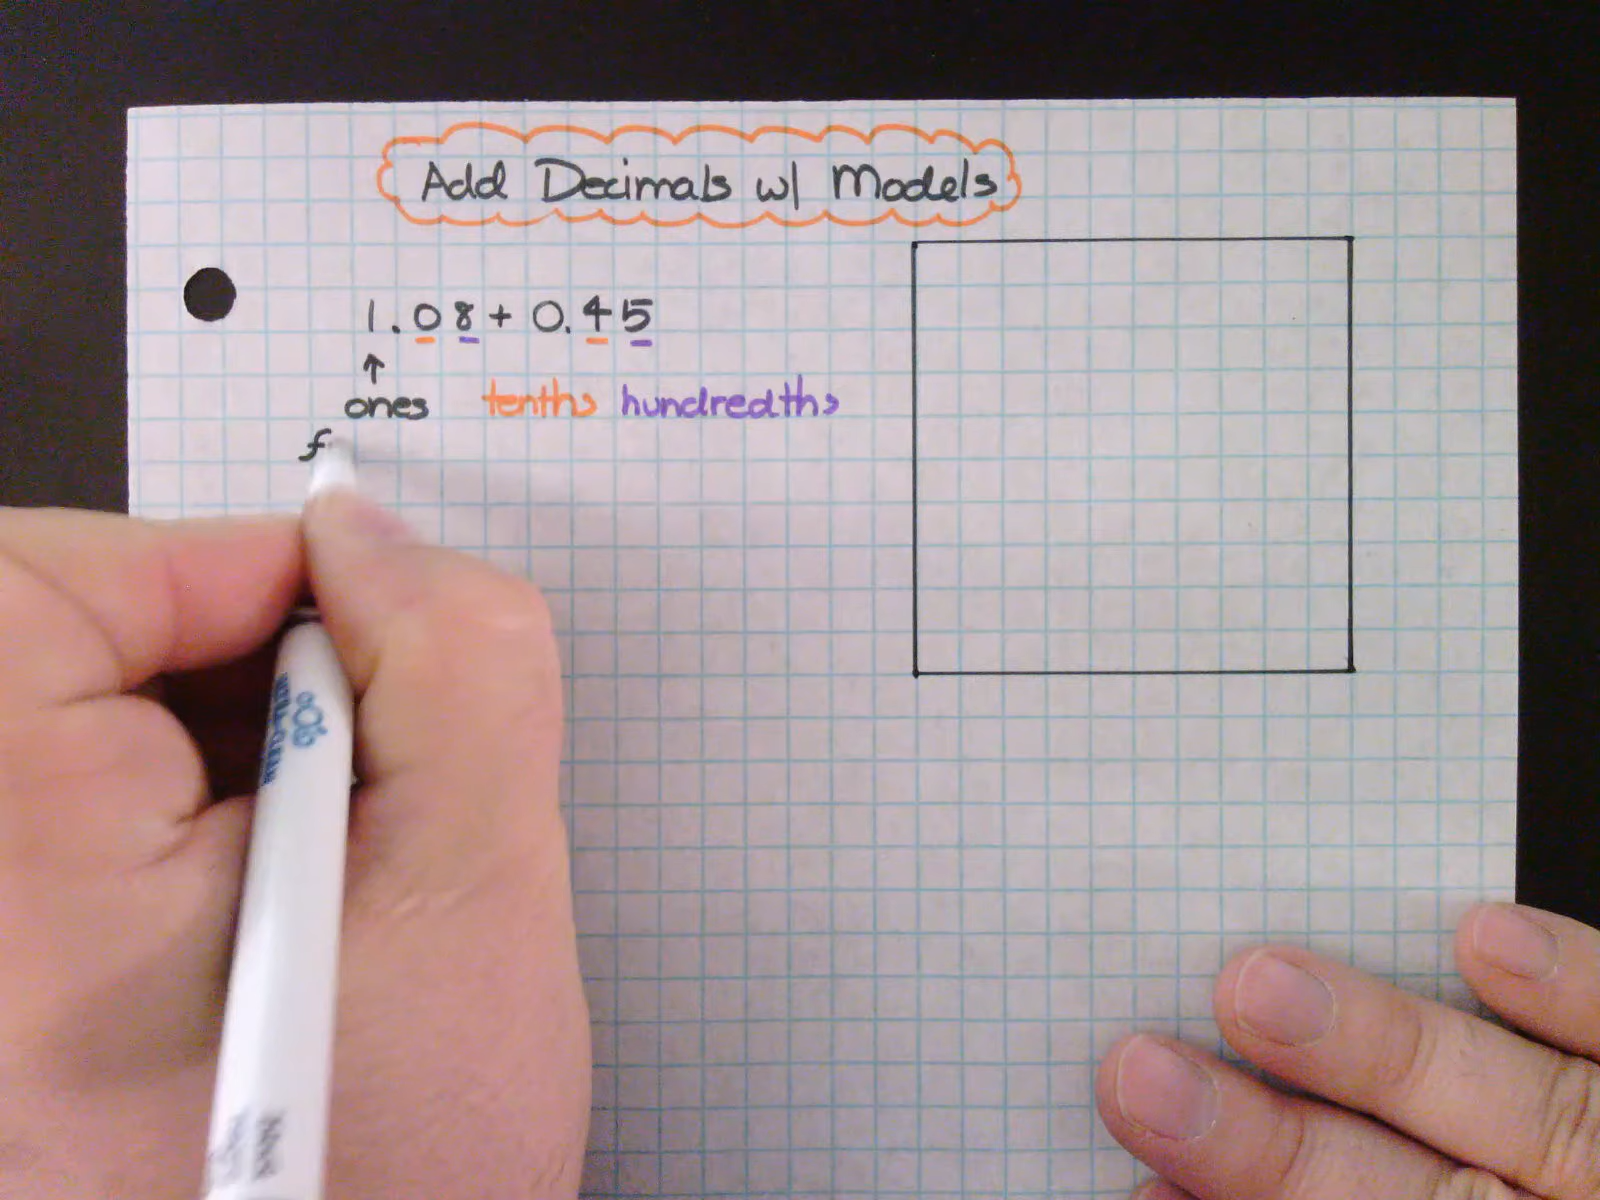 Add Decimals w/ Models
1.08 + 0.45
↑
ones tenths hundredths
f